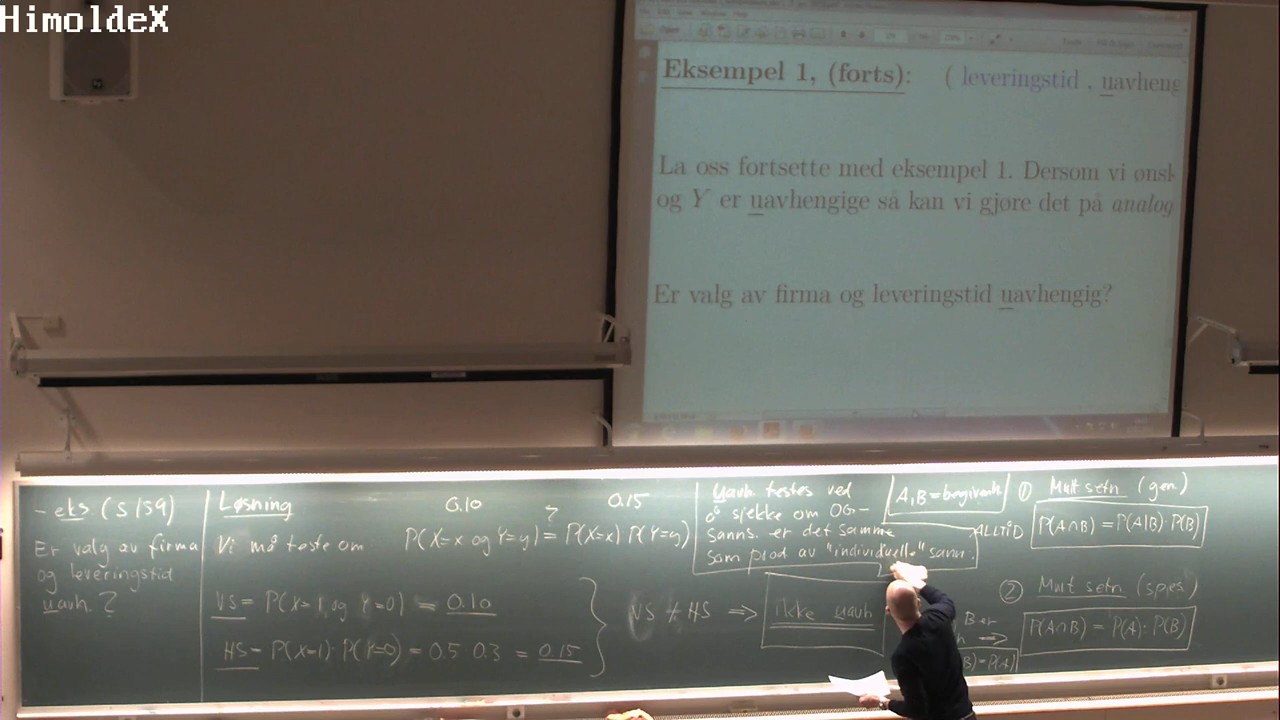 HimoldeX
Eksempel 1, (forts): ( leveringstid , uavheng
La oss fortsette med eksempel 1. Dersom vi ønsk
og Y er uavhengige så kan vi gjøre det på analog
Er valg av firma og leveringstid uavhengig?
- eks. (s 159)
Er valg av firma
og leveringstid
uavh. ?
Løsning
0.10 ? 0.15
Vi må teste om P(X=x og Y=y) = P(X=x) P(Y=y)
VS = P(X=1, og Y=0) = 0.10
HS = P(X=1) · P(Y=0) = 0.5 · 0.3 = 0.15
VS ≠ HS => ikke uavh
Uavh testes ved
å sjekke om OG-
sanns. er det samme
som prod av "individuelle" sann.
A, B = begivenh
ALLTID
① Mult setn (gen.)
P(A∩B) = P(A|B) · P(B)
② Mult setn (spes.)
P(A∩B) = P(A) · P(B)
B er
B) = P(A)